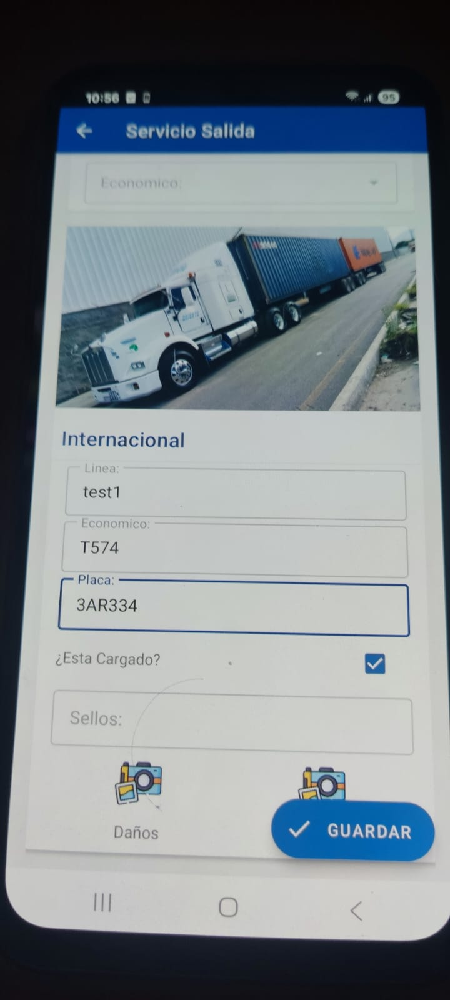 10:56
95
Servicio Salida
Economico:
Internacional
Linea:
test1
Economico:
T574
Placa:
3AR334
¿Esta Cargado?
Sellos:
Daños
GUARDAR